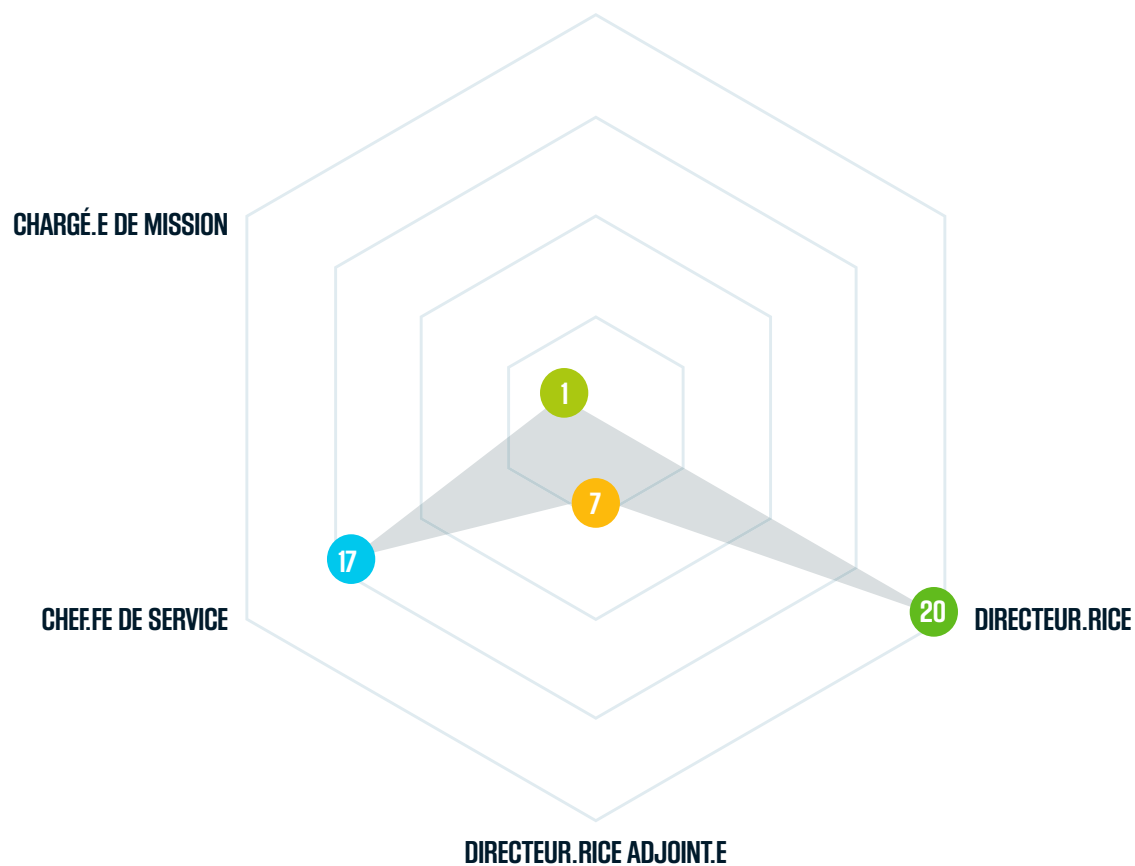 CHARGÉ.E DE MISSION
1
7
17
CHEF.FE DE SERVICE
20
DIRECTEUR.RICE
DIRECTEUR.RICE ADJOINT.E